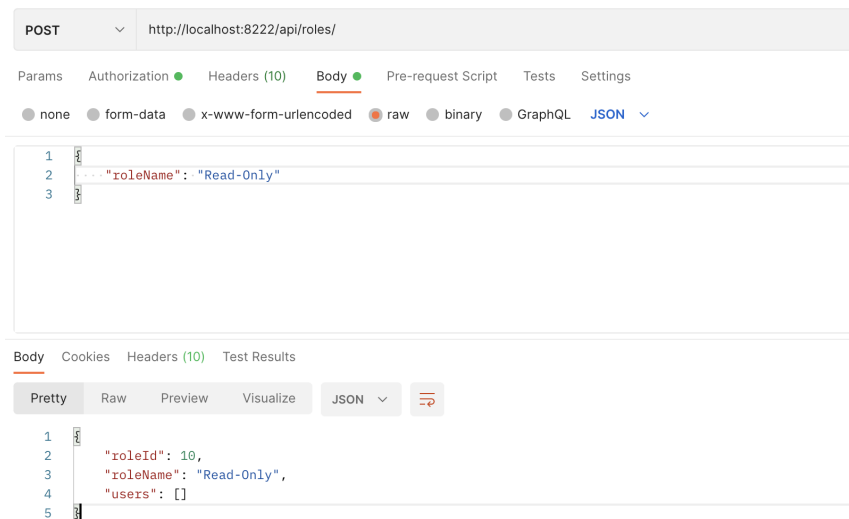 POST http://localhost:8222/api/roles/
Params Authorization Headers (10) Body Pre-request Script Tests Settings
none form-data x-www-form-urlencoded raw binary GraphQL JSON
1 {
2 "roleName": "Read-Only"
3 }
Body Cookies Headers (10) Test Results
Pretty Raw Preview Visualize JSON
1 {
2 "roleId": 10,
3 "roleName": "Read-Only",
4 "users": []
5 }